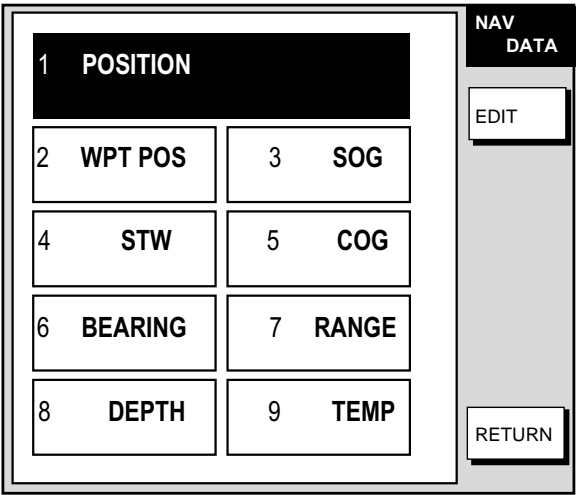 NAV
DATA
1 POSITION
EDIT
2 WPT POS 3 SOG
4 STW 5 COG
6 BEARING 7 RANGE
8 DEPTH 9 TEMP
RETURN